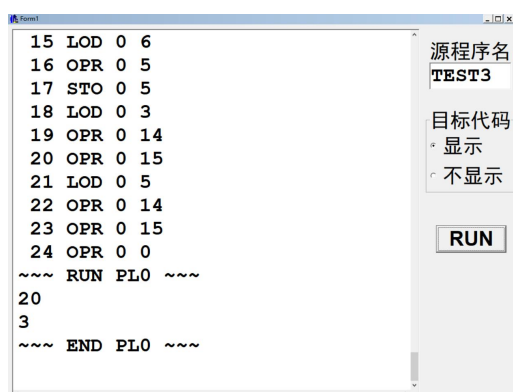 Form1
15 LOD 0 6
16 OPR 0 5
17 STO 0 5
18 LOD 0 3
19 OPR 0 14
20 OPR 0 15
21 LOD 0 5
22 OPR 0 14
23 OPR 0 15
24 OPR 0 0
~~~ RUN PL0 ~~~
20
3
~~~ END PL0 ~~~
源程序名
TEST3
目标代码
显示
不显示
RUN